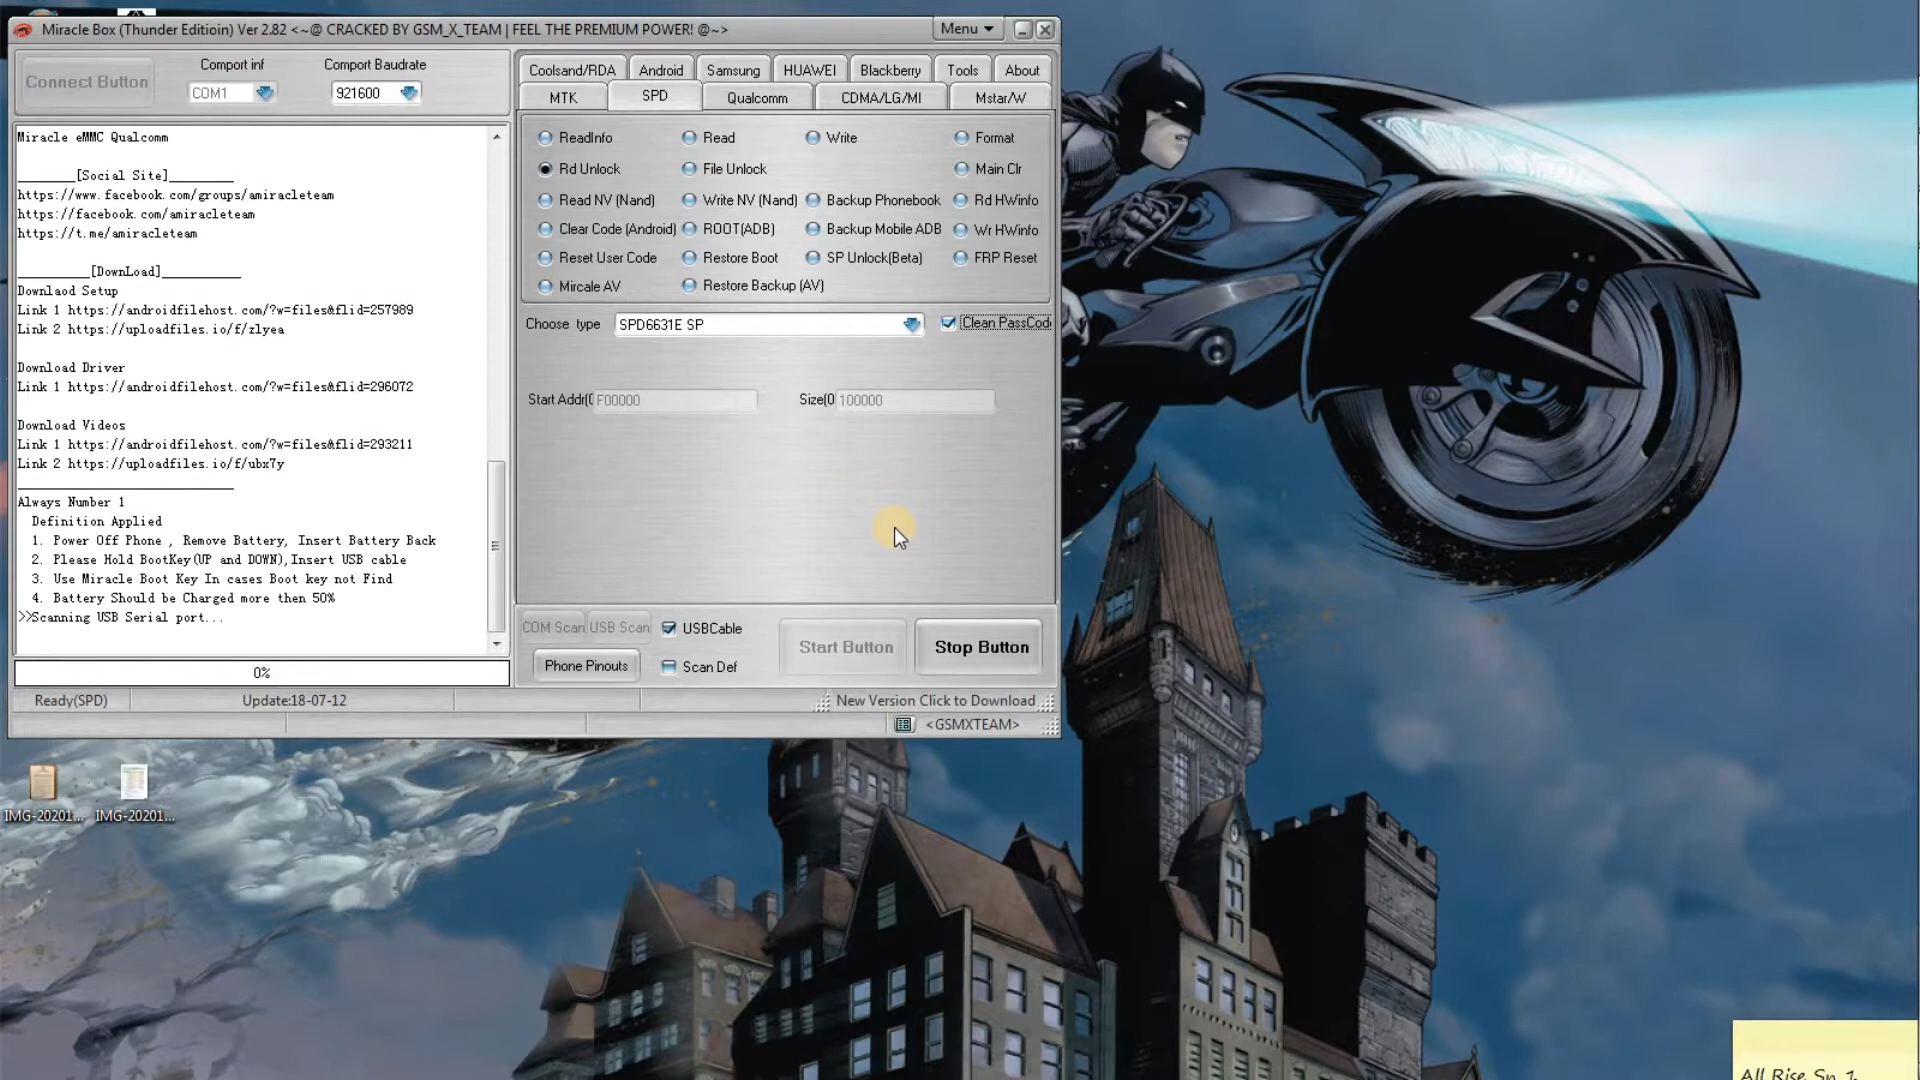 Miracle Box (Thunder Editioin) Ver 2.82 <~@ CRACKED BY GSM_X_TEAM | FEEL THE PREMIUM POWER! @~>
Menu
Connect Button
Comport inf
Comport Baudrate
COM1
921600
Miracle eMMC Qualcomm
_______[Social Site]________
https://www.facebook.com/groups/amiracleteam
https://facebook.com/amiracleteam
https://t.me/amiracleteam
_________[DownLoad]__________
Downlaod Setup
Link 1 https://androidfilehost.com/?w=files&flid=257989
Link 2 https://uploadfiles.io/f/zlyea
Download Driver
Link 1 https://androidfilehost.com/?w=files&flid=296072
Download Videos
Link 1 https://androidfilehost.com/?w=files&flid=293211
Link 2 https://uploadfiles.io/f/ubx7y
Always Number 1
Definition Applied
1. Power Off Phone , Remove Battery, Insert Battery Back
2. Please Hold BootKey(UP and DOWN),Insert USB cable
3. Use Miracle Boot Key In cases Boot key not Find
4. Battery Should be Charged more then 50%
>>Scanning USB Serial port...
0%
Coolsand/RDA Android Samsung HUAWEI Blackberry Tools About
MTK SPD Qualcomm CDMA/LG/MI Mstar/W
ReadInfo Read Write Format
Rd Unlock File Unlock Main Clr
Read NV (Nand) Write NV (Nand) Backup Phonebook Rd HWinfo
Clear Code (Android) ROOT(ADB) Backup Mobile ADB Wr HWinfo
Reset User Code Restore Boot SP Unlock(Beta) FRP Reset
Mircale AV Restore Backup (AV)
Choose type SPD6631E SP Clean PassCod
Start Addr(0 F00000 Size(0 100000
COM Scan USB Scan USBCable
Start Button Stop Button
Phone Pinouts Scan Def
Ready(SPD) Update:18-07-12 New Version Click to Download
<GSMXTEAM>
IMG-20201... IMG-20201...
All Rise, Sn 1-